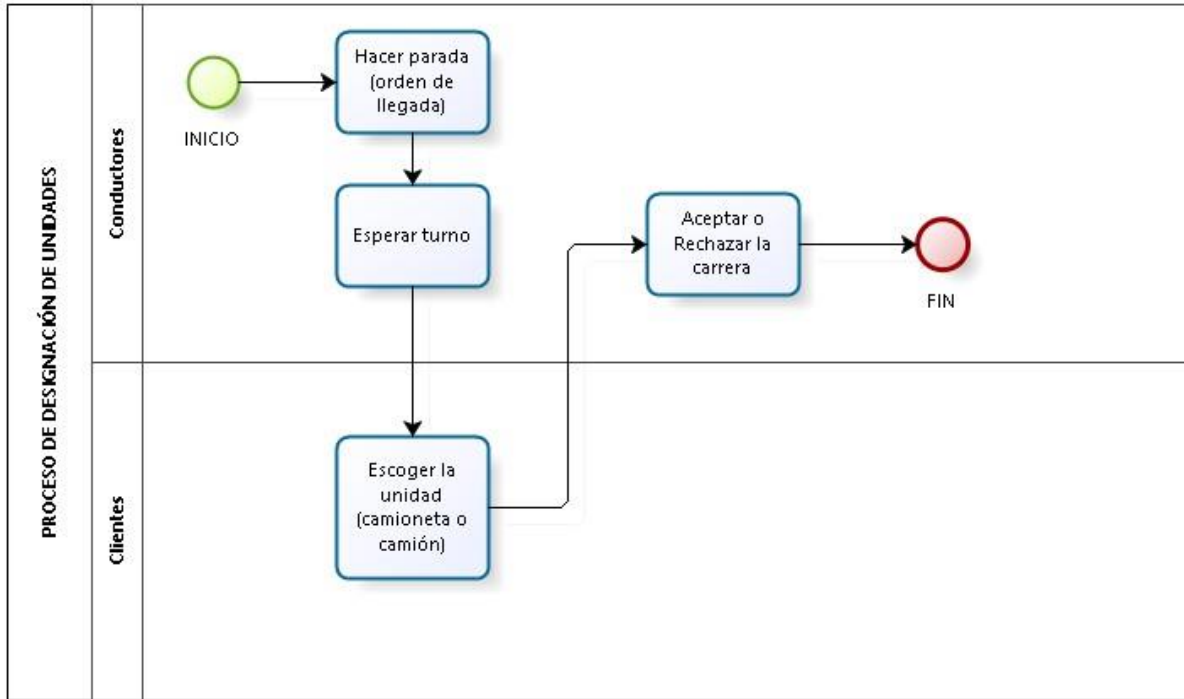 PROCESO DE DESIGNACIÓN DE UNIDADES
Conductores
INICIO
Hacer parada
(orden de
llegada)
Esperar turno
Aceptar o
Rechazar la
carrera
FIN
Clientes
Escoger la
unidad
(camioneta o
camión)